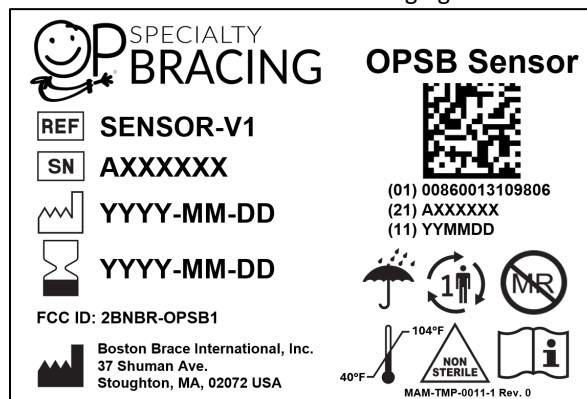 OP SPECIALTY
BRACING
REF SENSOR-V1
SN AXXXXXX
YYYY-MM-DD
YYYY-MM-DD
FCC ID: 2BNBR-OPSB1
Boston Brace International, Inc.
37 Shuman Ave.
Stoughton, MA, 02072 USA
OPSB Sensor
(01) 00860013109806
(21) AXXXXXX
(11) YYMMDD
1
MR
104°F
40°F
NON
STERILE
i
MAM-TMP-0011-1 Rev. 0